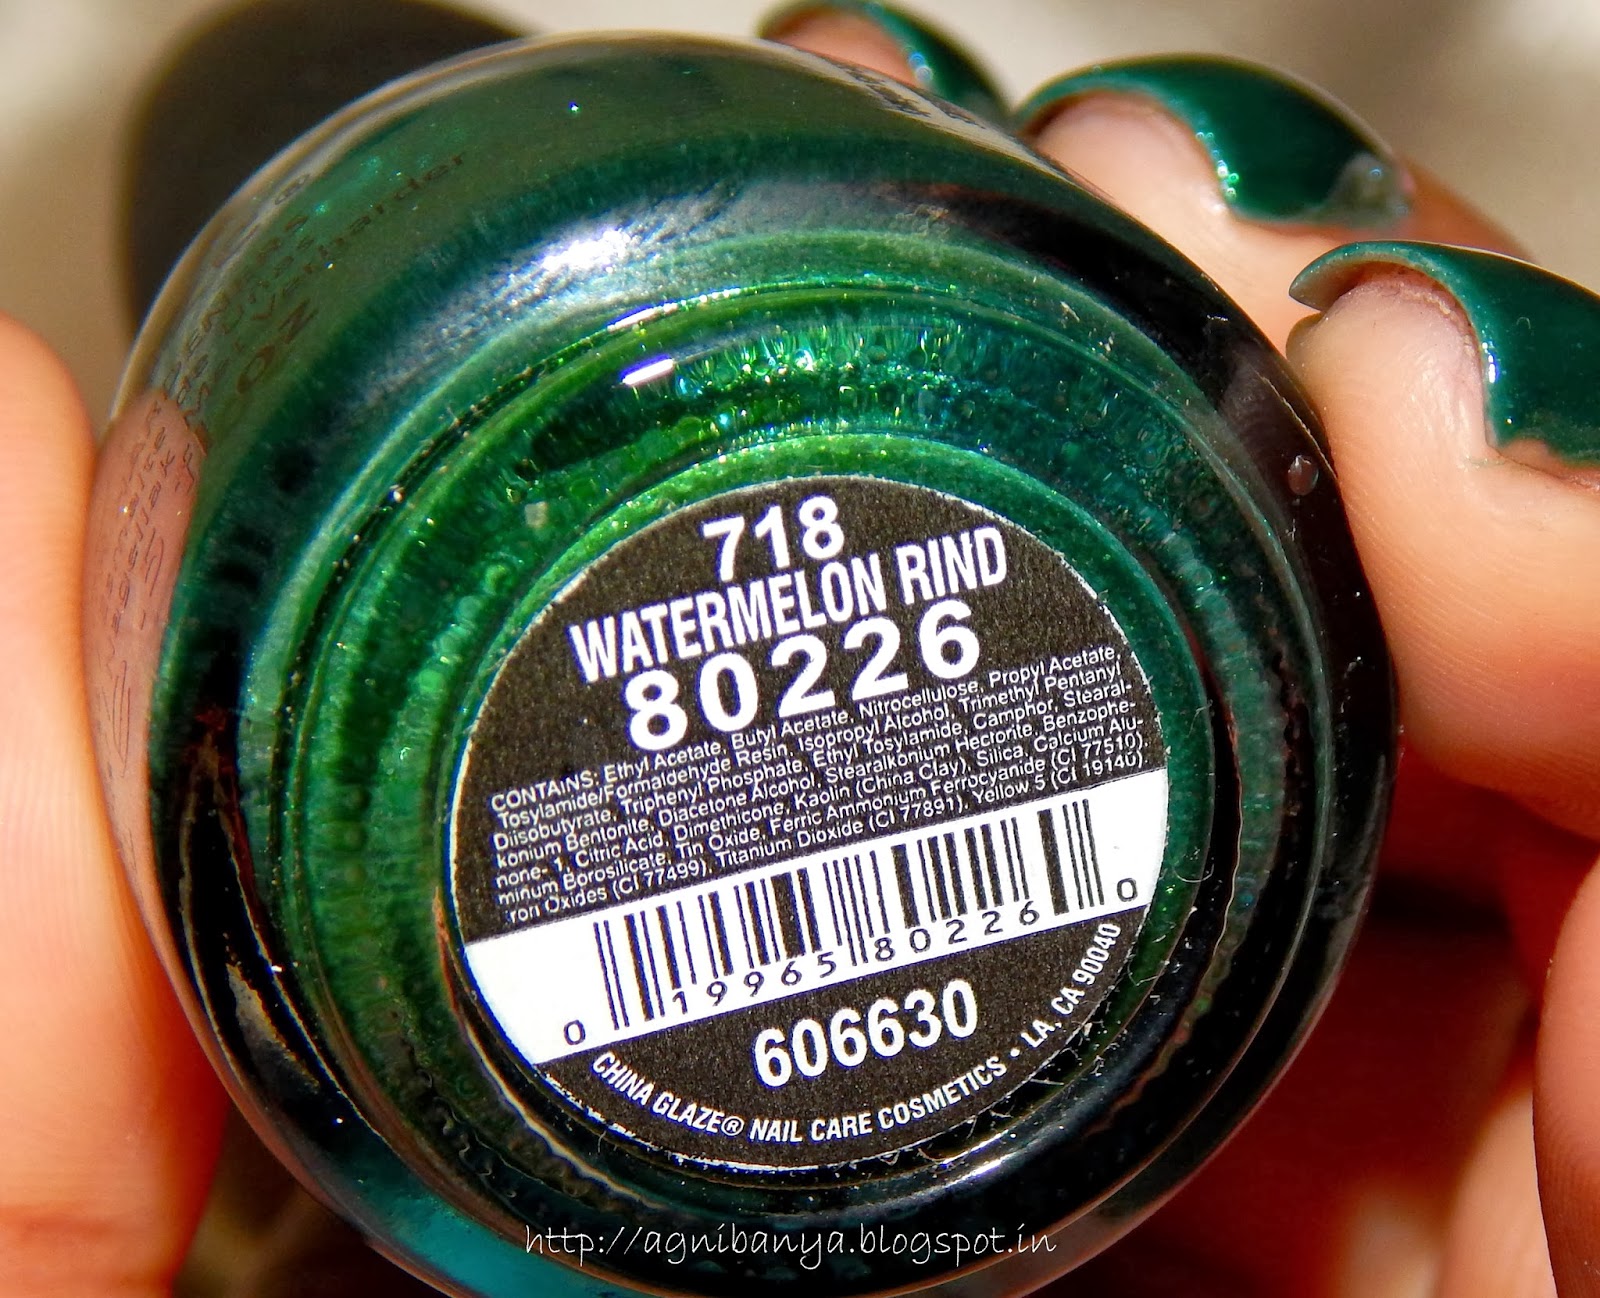 718
WATERMELON RIND
80226
CONTAINS: Ethyl Acetate, Butyl Acetate, Nitrocellulose, Propyl Acetate,
Tosylamide/Formaldehyde Resin, Isopropyl Alcohol, Trimethyl Pentanyl
Diisobutyrate, Triphenyl Phosphate, Ethyl Tosylamide, Camphor, Stearal-
konium Bentonite, Diacetone Alcohol, Stearalkonium Hectorite, Benzophe-
none-1, Citric Acid, Dimethicone, Kaolin (China Clay), Silica, Calcium Alu-
minum Borosilicate, Tin Oxide, Ferric Ammonium Ferrocyanide (CI 77510),
Iron Oxides (CI 77499), Titanium Dioxide (CI 77891), Yellow 5 (CI 19140).
0 19965 80226 0
606630
CHINA GLAZE® NAIL CARE COSMETICS • LA, CA 90040
http://agnibanya.blogspot.in